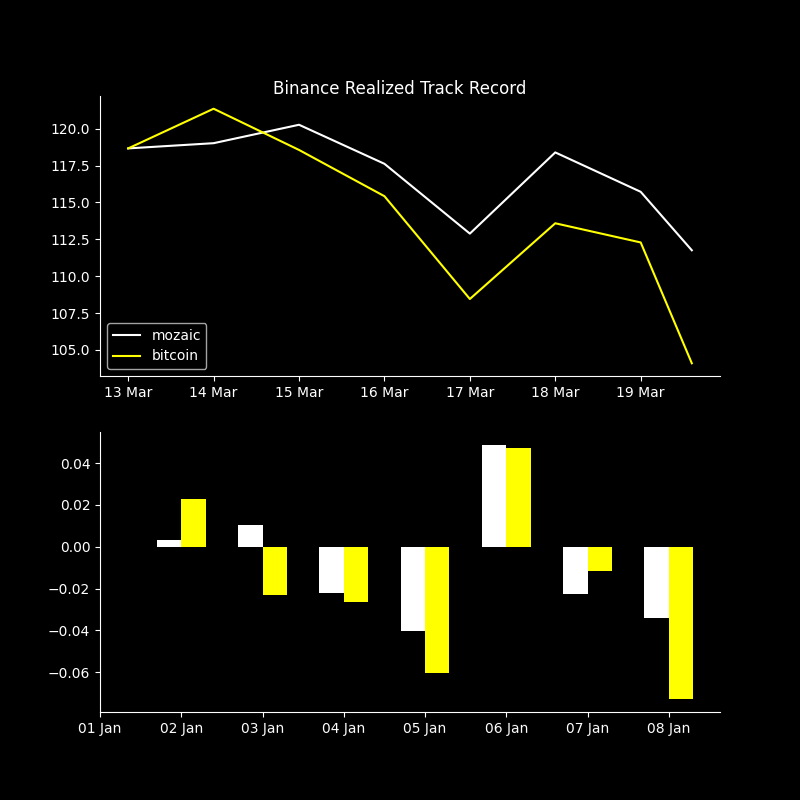 Binance Realized Track Record
120.0
117.5
115.0
112.5
110.0
107.5
105.0
mozaic
bitcoin
13 Mar 14 Mar 15 Mar 16 Mar 17 Mar 18 Mar 19 Mar
0.04
0.02
0.00
−0.02
−0.04
−0.06
01 Jan 02 Jan 03 Jan 04 Jan 05 Jan 06 Jan 07 Jan 08 Jan